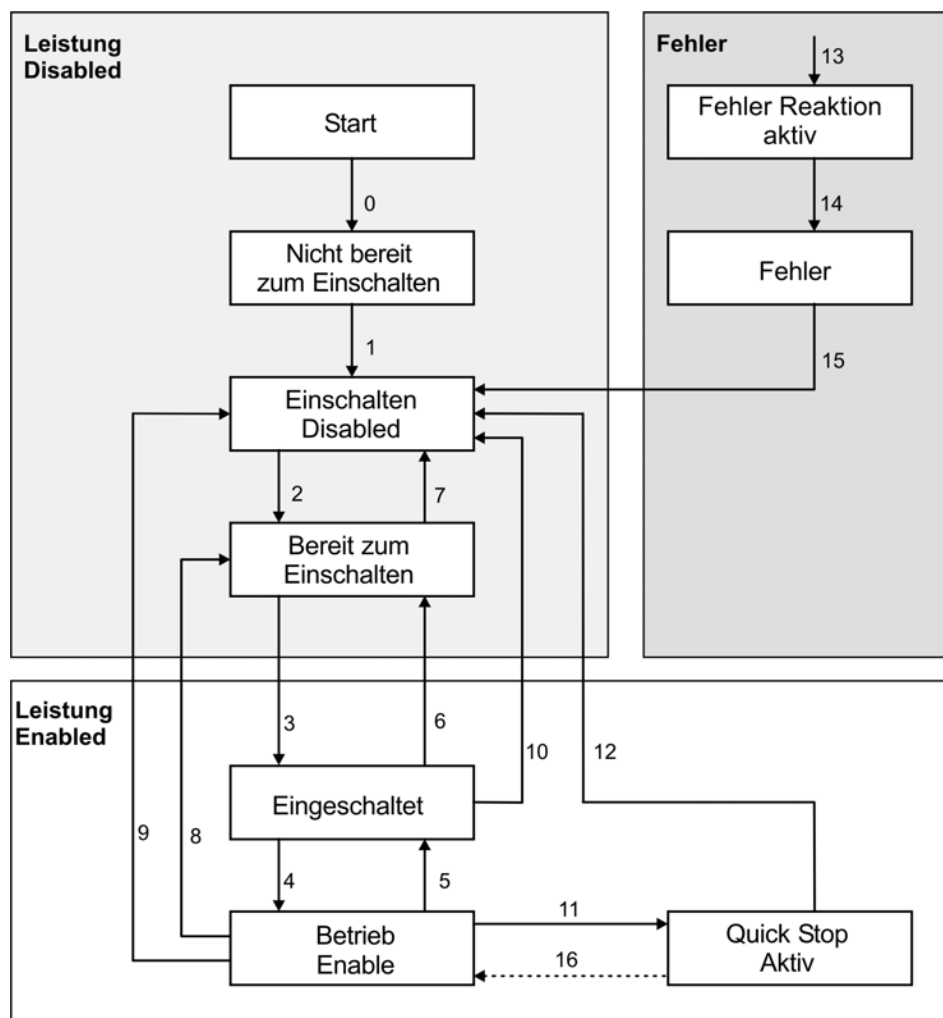 Leistung
Disabled
Start
0
Nicht bereit
zum Einschalten
1
Einschalten
Disabled
2
7
Bereit zum
Einschalten
Fehler
13
Fehler Reaktion
aktiv
14
Fehler
15
Leistung
Enabled
3
6
10
12
Eingeschaltet
9
8
4
5
11
Betrieb
Enable
16
Quick Stop
Aktiv